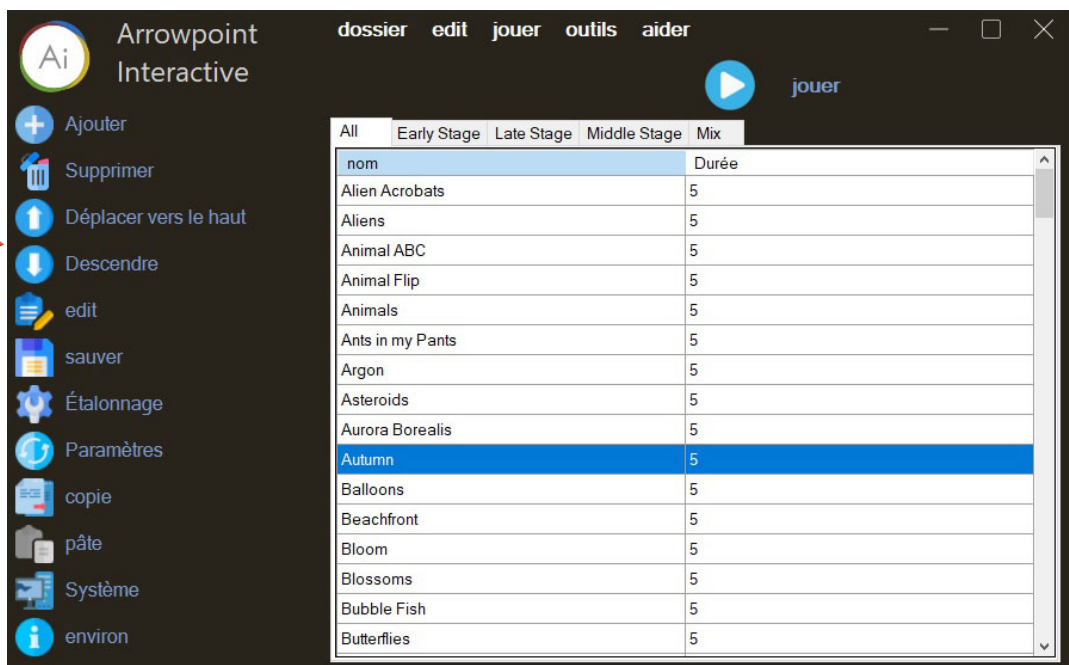 Ai
Arrowpoint
Interactive
dossier edit jouer outils aider
jouer
Ajouter
Supprimer
Déplacer vers le haut
Descendre
edit
sauver
Étalonnage
Paramètres
copie
pâte
Système
environ
All Early Stage Late Stage Middle Stage Mix
nom Durée
Alien Acrobats 5
Aliens 5
Animal ABC 5
Animal Flip 5
Animals 5
Ants in my Pants 5
Argon 5
Asteroids 5
Aurora Borealis 5
Autumn 5
Balloons 5
Beachfront 5
Bloom 5
Blossoms 5
Bubble Fish 5
Butterflies 5